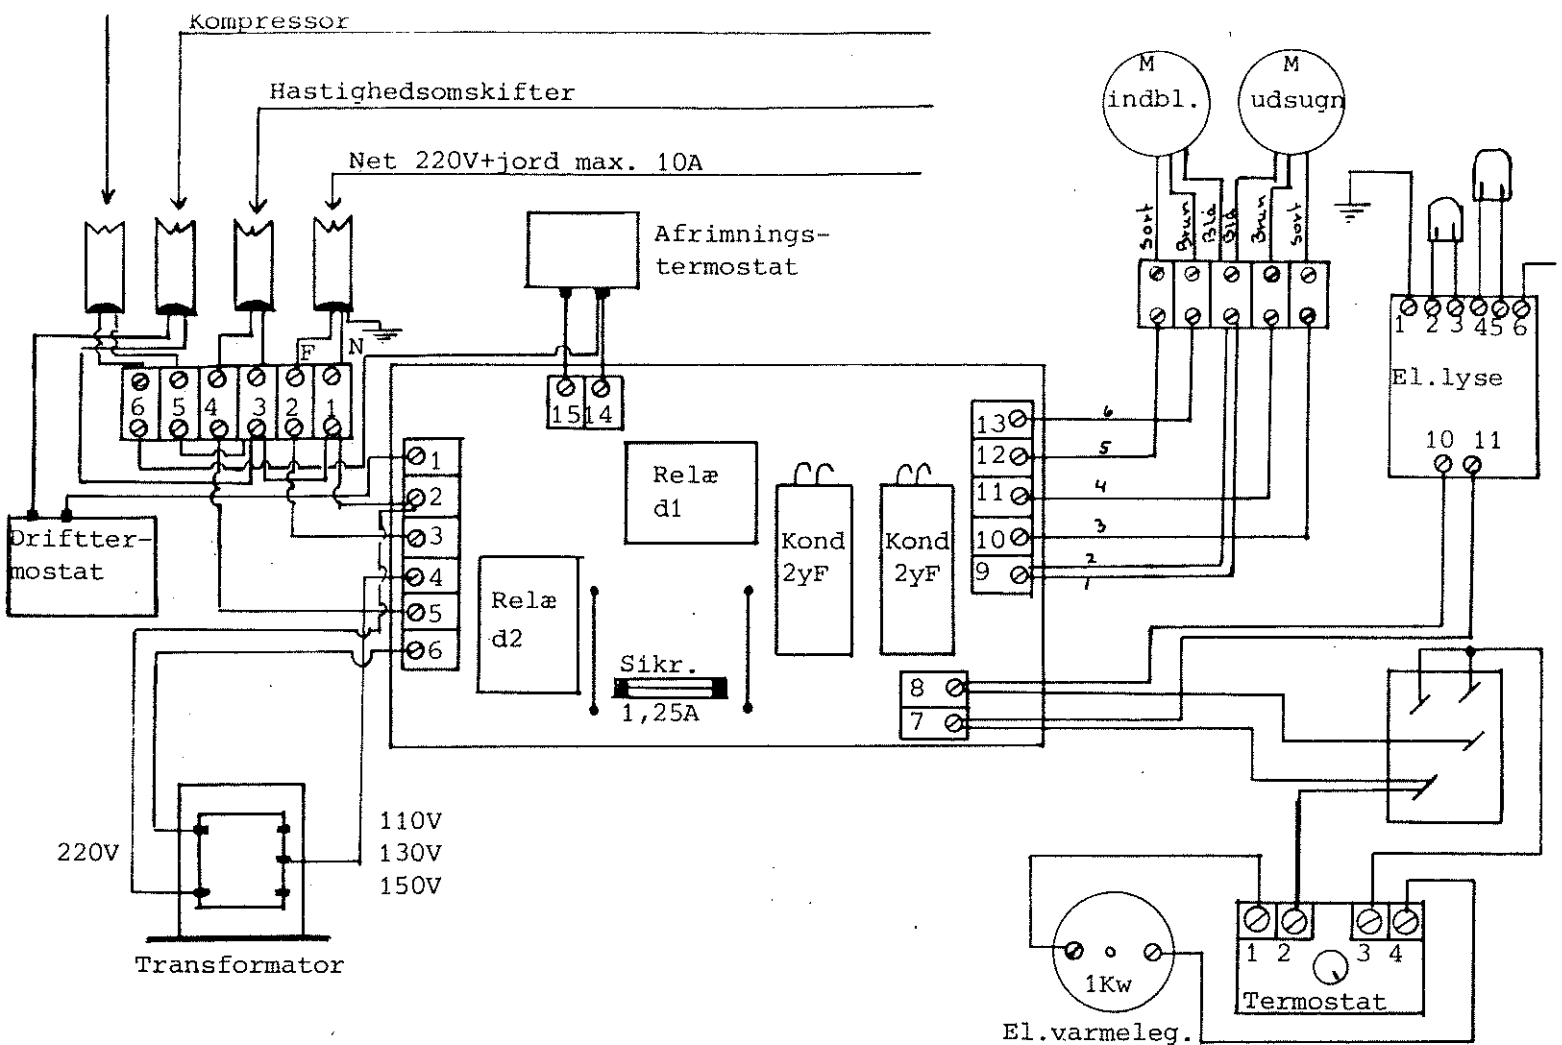 Kompressor
Hastighedsomskifter
Net 220V+jord max. 10A
M
indbl.
M
udsugn
Sort
Brun
Blå
Blå
Brun
Sort
Afrimnings-
termostat
F
N
6 5 4 3 2 1
15 14
1 2 3 4 5 6
El.lyse
10 11
1
2
3
4
5
6
13
12
11
10
9
6
5
4
3
2
1
Relæ
d1
Kond
2yF
Kond
2yF
Relæ
d2
Sikr.
1,25A
8
7
Driftter-
mostat
220V
110V
130V
150V
Transformator
1Kw
El.varmeleg.
1 2 3 4
Termostat